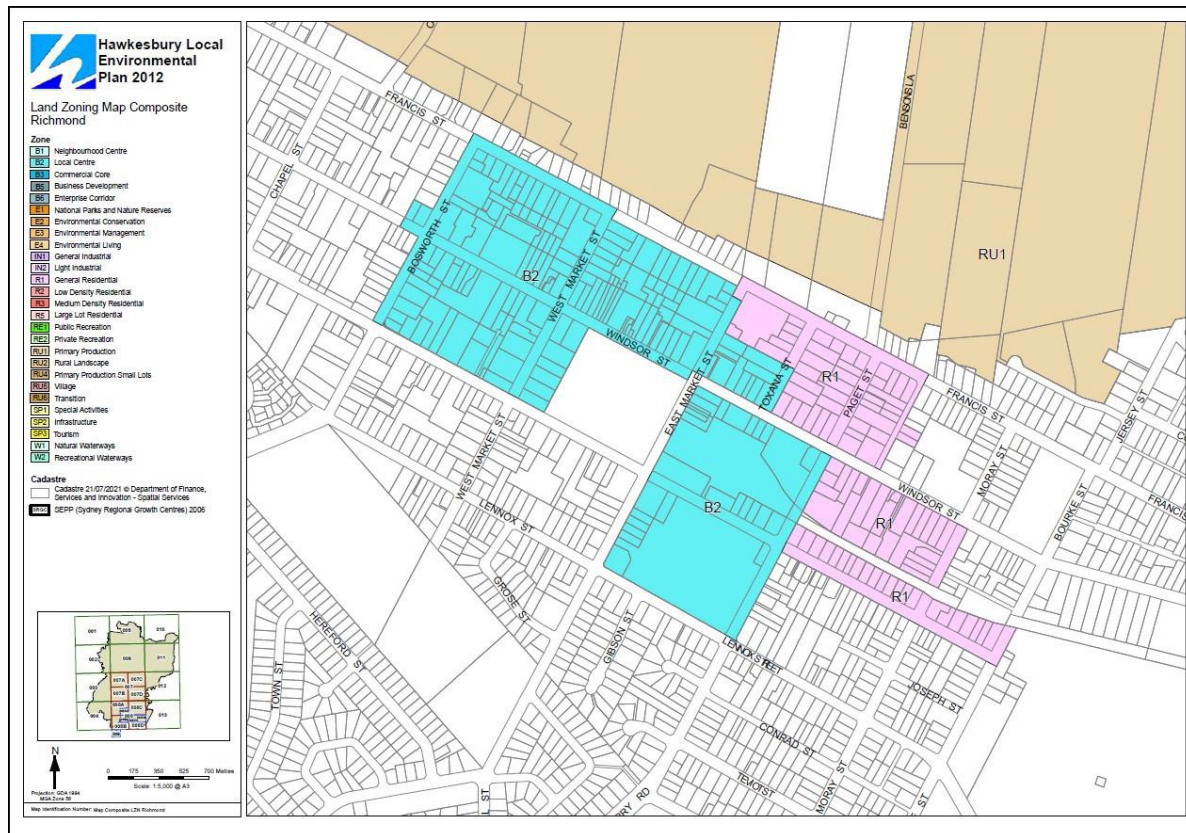 Hawkesbury Local
Environmental
Plan 2012
Land Zoning Map Composite
Richmond
Zone
B1 Neighbourhood Centre
B2 Local Centre
B3 Commercial Core
B5 Business Development
B6 Enterprise Corridor
E1 National Parks and Nature Reserves
E2 Environmental Conservation
E3 Environmental Management
E4 Environmental Living
IN1 General Industrial
IN2 Light Industrial
R1 General Residential
R2 Low Density Residential
R3 Medium Density Residential
R5 Large Lot Residential
RE1 Public Recreation
RE2 Private Recreation
RU1 Primary Production
RU2 Rural Landscape
RU4 Primary Production Small Lots
RU5 Village
RU6 Transition
SP1 Special Activities
SP2 Infrastructure
SP3 Tourism
W1 Natural Waterways
W2 Recreational Waterways
Cadastre
Cadastre 21/07/2021 © Department of Finance,
Services and Innovation - Spatial Services
SEPP (Sydney Regional Growth Centres) 2006
N
0 175 350 525 700 Metres
Scale: 1:5,000 @ A3
Projection: GDA 1994
MGA Zone 56
Map Identification Number: Map Composite LZN Richmond
FRANCIS ST
CHAPEL ST
BOSWORTH ST
WEST MARKET ST
B2
WINDSOR ST
BENSONS LA
RU1
EAST MARKET ST
TOXANA ST
R1
PAGET ST
FRANCIS ST
JERSEY ST
MORAY ST
WEST MARKET ST
LENNOX ST
B2
WINDSOR ST
R1
BOURKE ST
FRANCIS ST
GROSE ST
HEREFORD ST
GIBSON ST
R1
LENNOX STREET
TOWN ST
JOSEPH ST
CONRAD ST
MORAY ST
L ST
RRY RD
ST